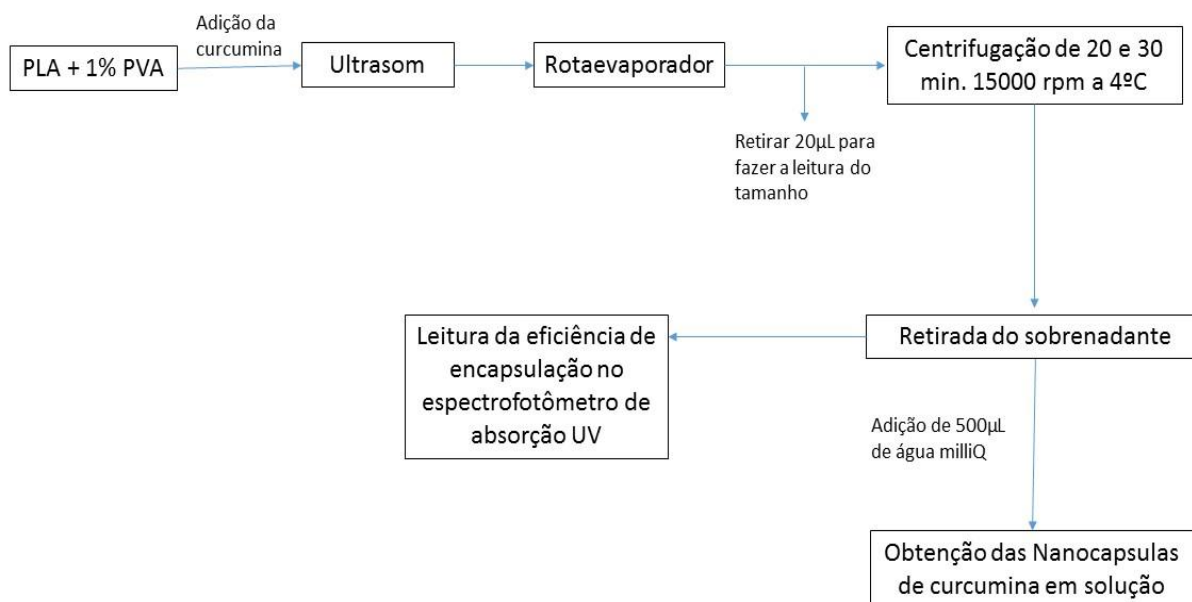 Adição da
curcumina
PLA + 1% PVA
Ultrasom
Rotaevaporador
Centrifugação de 20 e 30
min. 15000 rpm a 4ºC
Retirar 20µL para
fazer a leitura do
tamanho
Retirada do sobrenadante
Leitura da eficiência de
encapsulação no
espectrofotômetro de
absorção UV
Adição de 500µL
de água milliQ
Obtenção das Nanocapsulas
de curcumina em solução